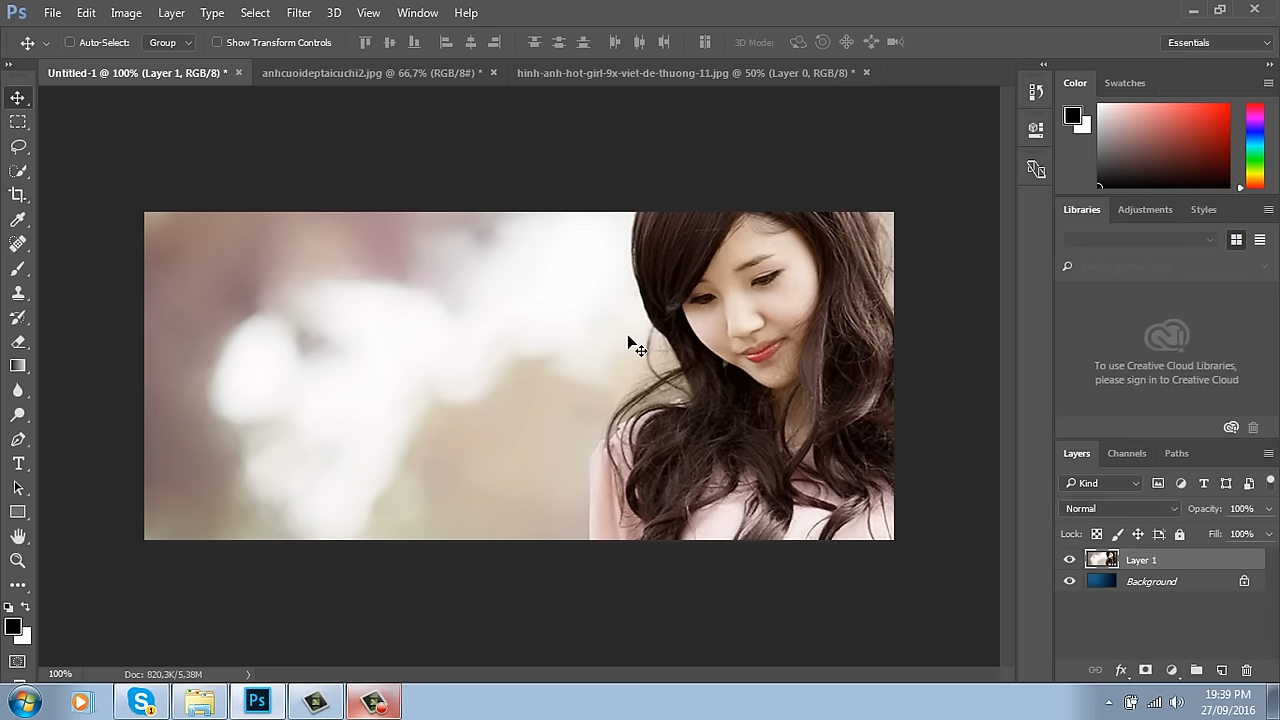 Ps File Edit Image Layer Type Select Filter 3D View Window Help
Auto-Select: Group Show Transform Controls 3D Mode: Essentials
Untitled-1 @ 100% (Layer 1, RGB/8) * × anhcuoideptaicuchi2.jpg @ 66,7% (RGB/8#) * × hinh-anh-hot-girl-9x-viet-de-thuong-11.jpg @ 50% (Layer 0, RGB/8) * ×
Color Swatches
Libraries Adjustments Styles
To use Creative Cloud Libraries,
please sign in to Creative Cloud
Layers Channels Paths
Kind
Normal Opacity: 100%
Lock: Fill: 100%
Layer 1
Background
100% Doc: 820,3K/5,38M
Ps
19:39 PM
27/09/2016